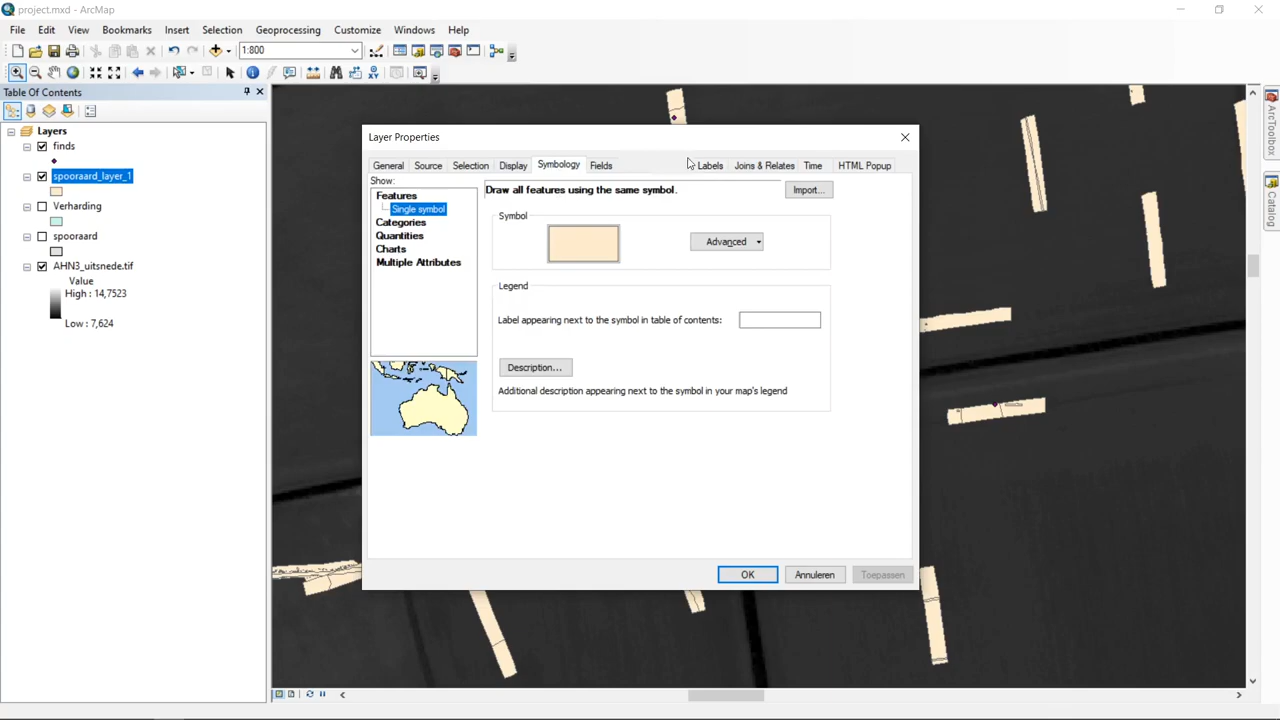 project.mxd - ArcMap
File Edit View Bookmarks Insert Selection Geoprocessing Customize Windows Help
1:800
Table Of Contents
Layers
finds
spooraard_layer_1
Verharding
spooraard
AHN3_uitsnede.tif
Value
High : 14,7523
Low : 7,624
Layer Properties
General Source Selection Display Symbology Fields Labels Joins & Relates Time HTML Popup
Show:
Features
Single symbol
Categories
Quantities
Charts
Multiple Attributes
Draw all features using the same symbol.
Import...
Symbol
Advanced
Legend
Label appearing next to the symbol in table of contents:
Description...
Additional description appearing next to the symbol in your map's legend
OK Annuleren Toepassen
ArcToolbox
Catalog